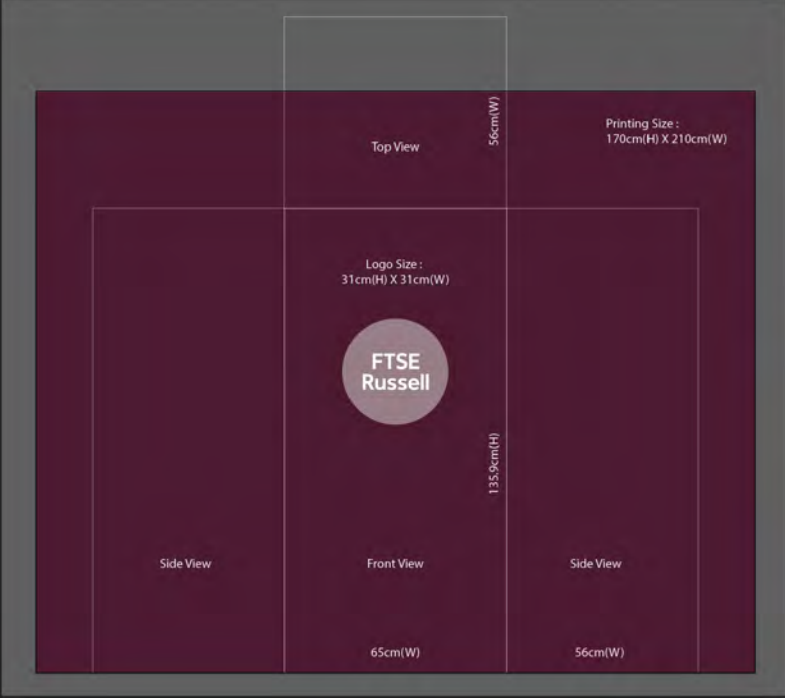 56cm(W)
Printing Size :
170cm(H) X 210cm(W)
Top View
Logo Size :
31cm(H) X 31cm(W)
FTSE
Russell
135.9cm(H)
Side View
Front View
Side View
65cm(W)
56cm(W)